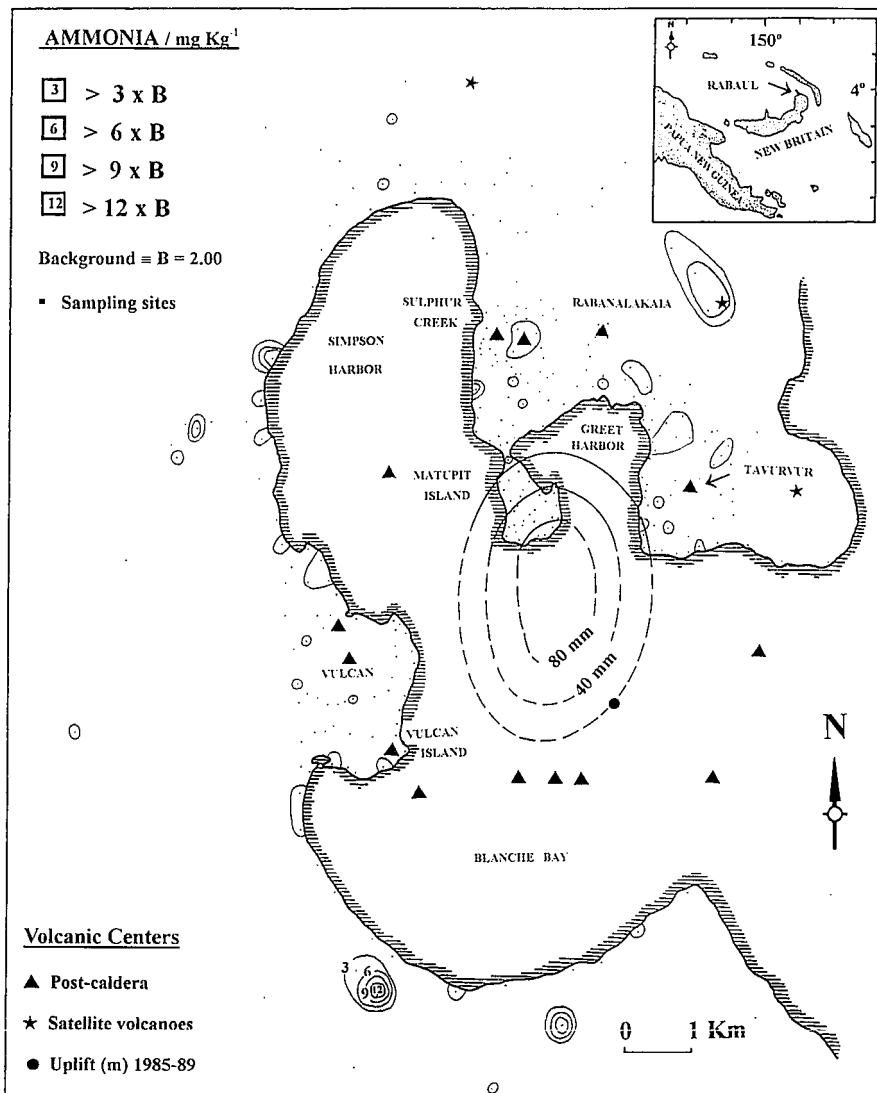 AMMONIA / mg Kg-1
3 > 3 x B
6 > 6 x B
9 > 9 x B
12 > 12 x B
Background ≡ B = 2.00
▪ Sampling sites
N
150°
RABAUL
4°
NEW BRITAIN
PAPUA NEW GUINEA
SULPHUR
CREEK
RABANALAKAIA
SIMPSON
HARBOR
GREET
HARBOR
MATUPIT
ISLAND
TAVURVUR
80 mm
40 mm
VULCAN
VULCAN
ISLAND
N
BLANCHE BAY
Volcanic Centers
▲ Post-caldera
★ Satellite volcanoes
● Uplift (m) 1985-89
3 6
9 12
0 1 Km